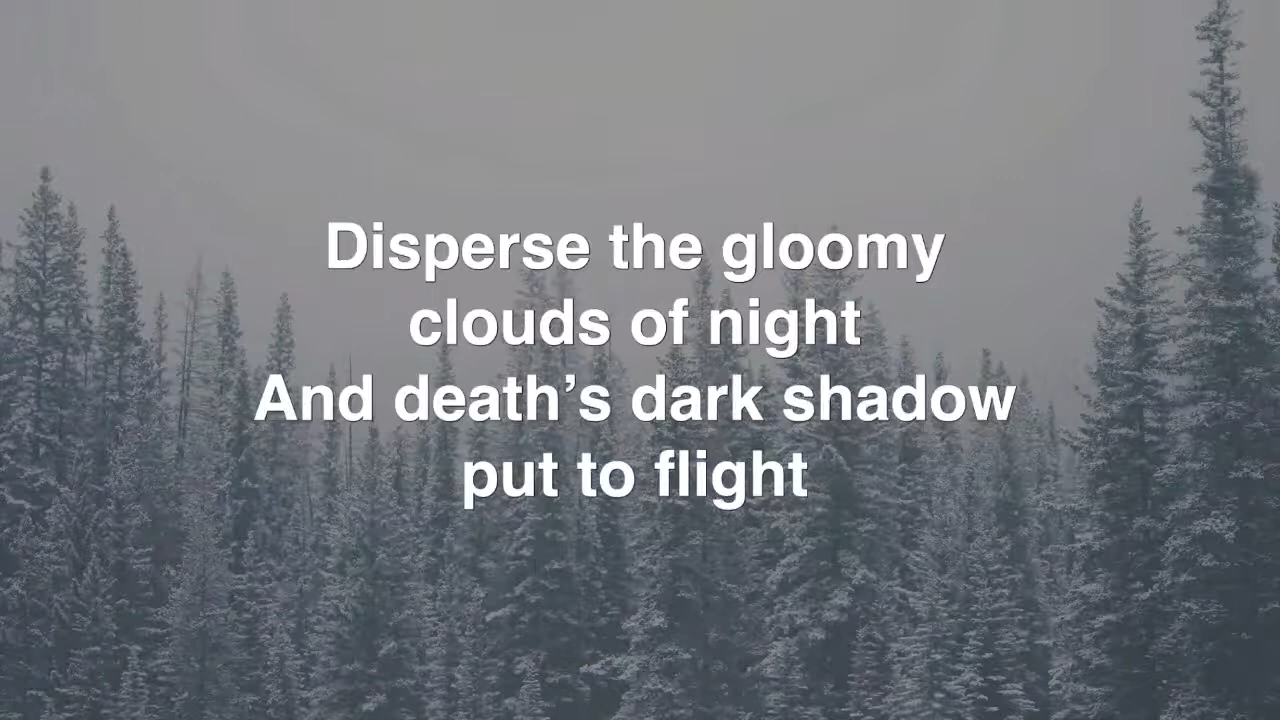 Disperse the gloomy
clouds of night
And death’s dark shadow
put to flight